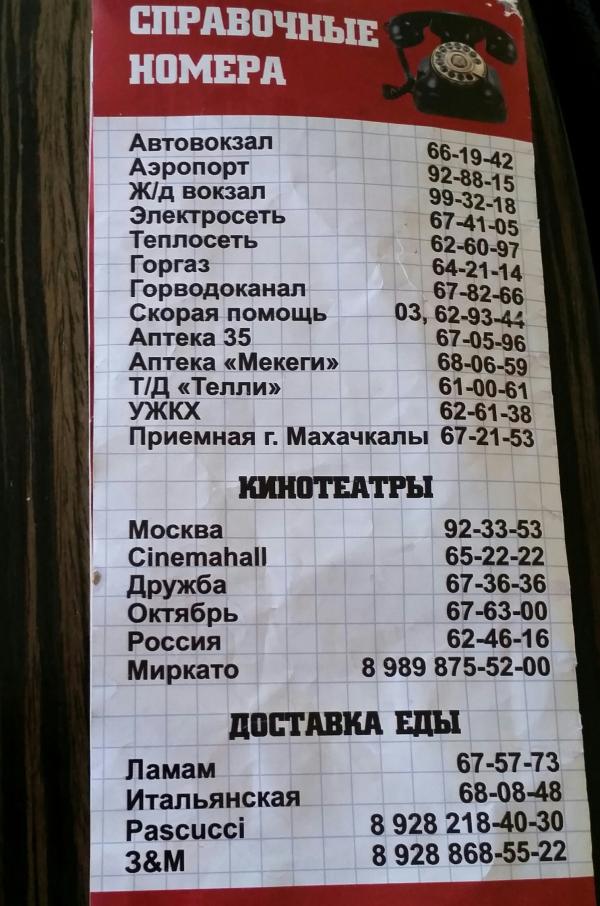 СПРАВОЧНЫЕ
НОМЕРА
Автовокзал 66-19-42
Аэропорт 92-88-15
Ж/д вокзал 99-32-18
Электросеть 67-41-05
Теплосеть 62-60-97
Горгаз 64-21-14
Горводоканал 67-82-66
Скорая помощь 03, 62-93-44
Аптека 35 67-05-96
Аптека «Мекеги» 68-06-59
Т/Д «Телли» 61-00-61
УЖКХ 62-61-38
Приемная г. Махачкалы 67-21-53
КИНОТЕАТРЫ
Москва 92-33-53
Cinemahall 65-22-22
Дружба 67-36-36
Октябрь 67-63-00
Россия 62-46-16
Миркато 8 989 875-52-00
ДОСТАВКА ЕДЫ
Ламам 67-57-73
Итальянская 68-08-48
Pascucci 8 928 218-40-30
З&М 8 928 868-55-22